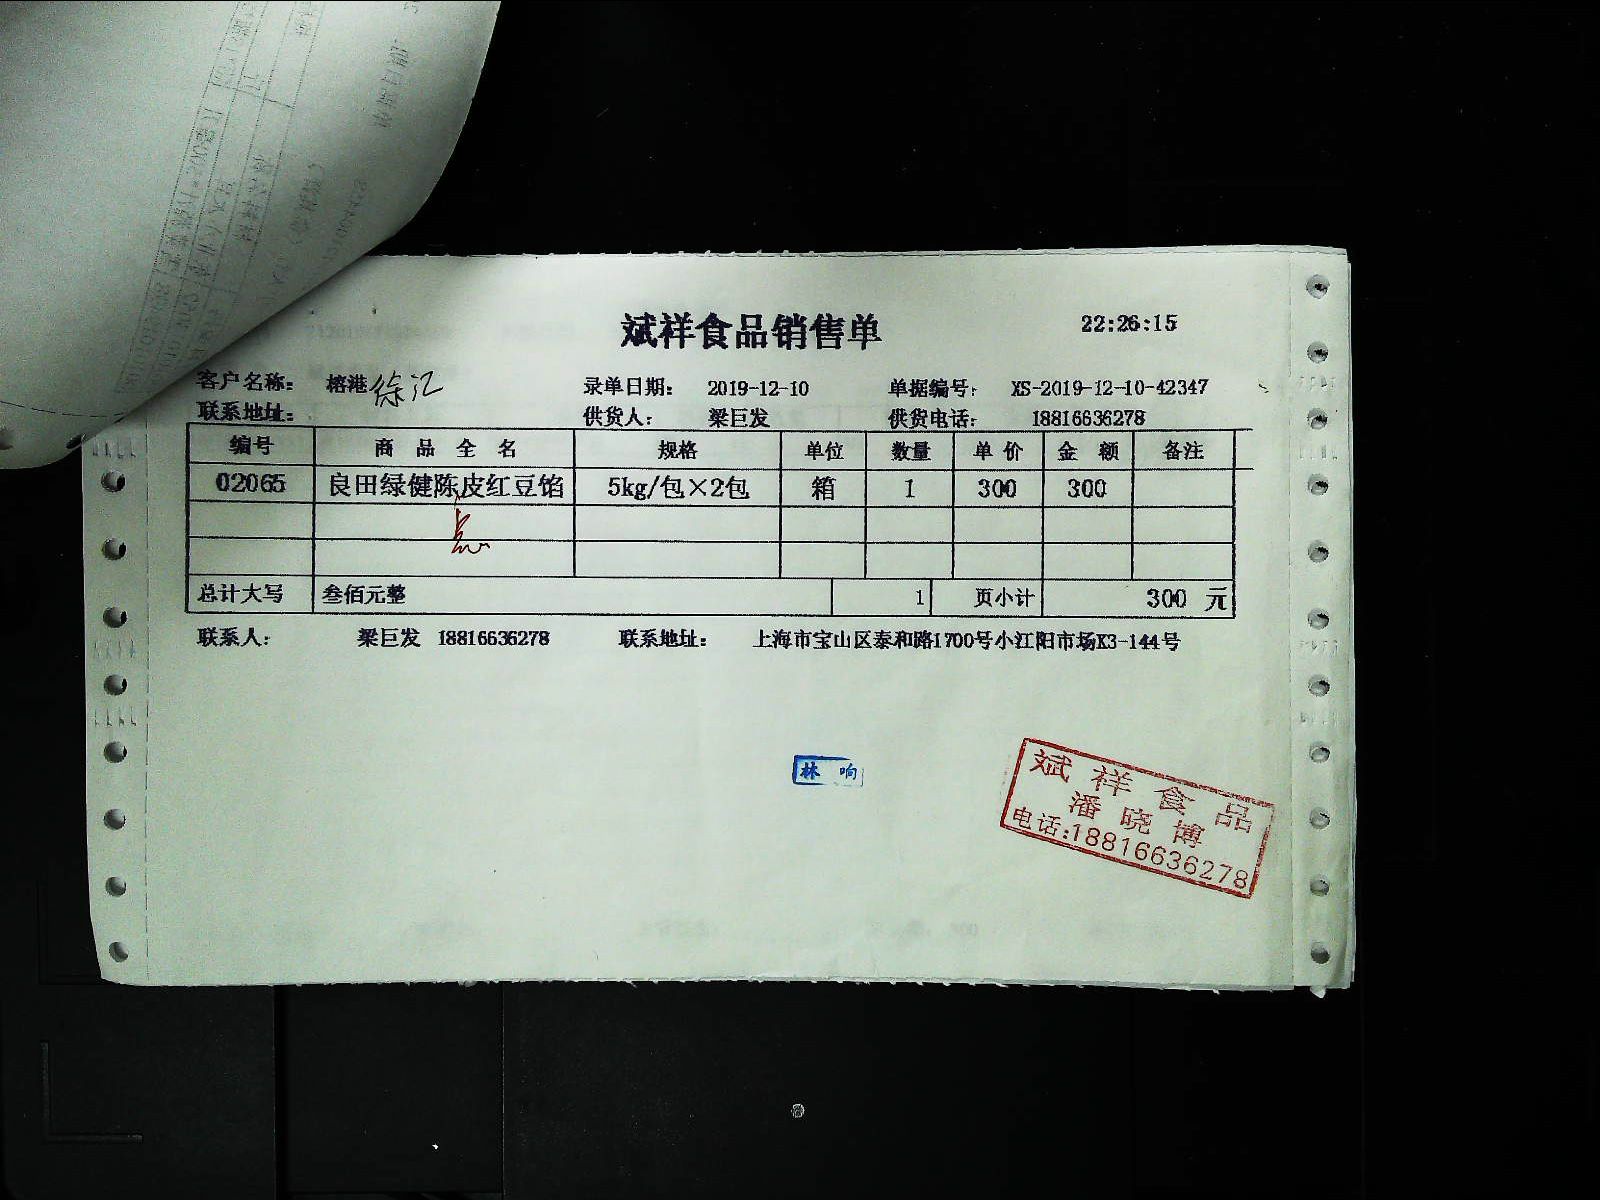 斌祥食品销售单 22:26:15
客户名称： 榕港 徐汇 录单日期： 2019-12-10 单据编号： XS-2019-12-10-42347
联系地址： 供货人： 梁巨发 供货电话： 18816636278
编号 商品全名 规格 单位 数量 单价 金额 备注
02065 良田绿健陈皮红豆馅 5kg/包×2包 箱 1 300 300
总计大写 叁佰元整 1 页小计 300 元
联系人： 梁巨发 18816636278 联系地址： 上海市宝山区泰和路1700号小江阳市场K3-144号
林响
斌祥食品
潘晓博
电话:18816636278